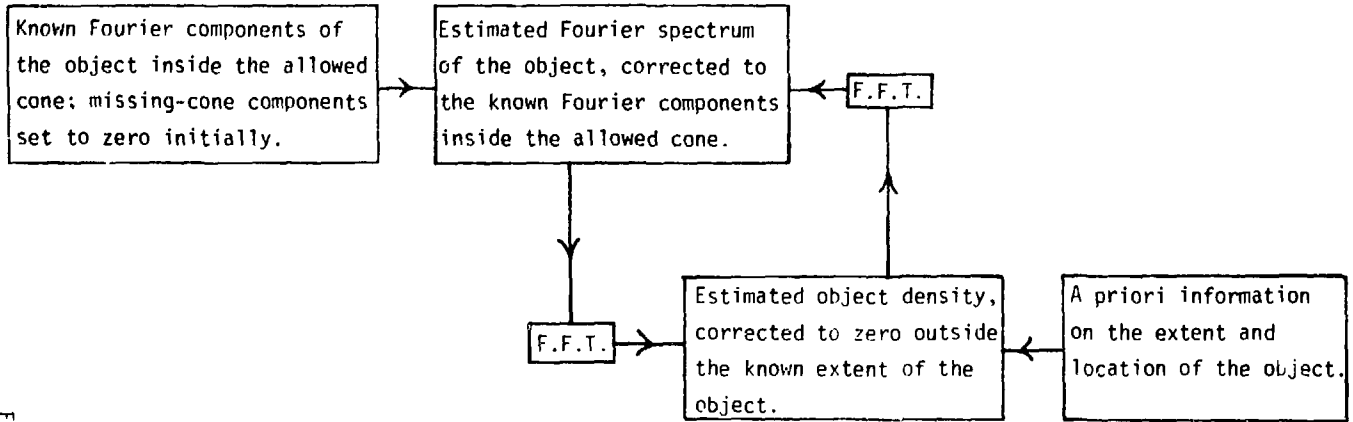 Known Fourier components of
the object inside the allowed
cone; missing-cone components
set to zero initially.
Estimated Fourier spectrum
of the object, corrected to
the known Fourier components
inside the allowed cone.
F.F.T.
F.F.T.
Estimated object density,
corrected to zero outside
the known extent of the
object.
A priori information
on the extent and
location of the object.